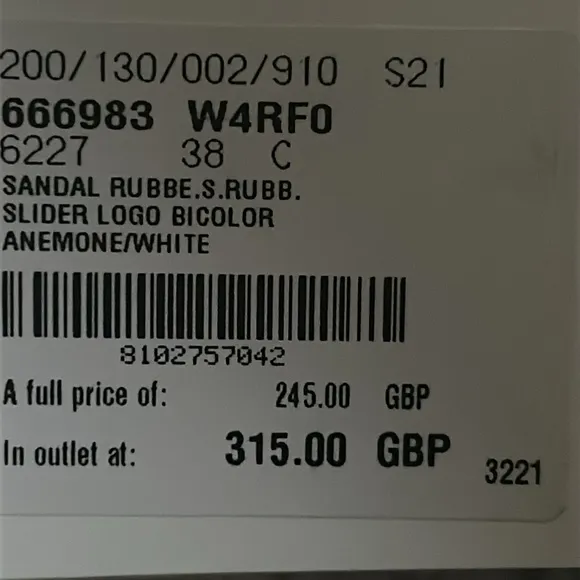 200/130/002/910 S21
666983 W4RF0
6227 38 C
SANDAL RUBBE.S.RUBB.
SLIDER LOGO BICOLOR
ANEMONE/WHITE
8102757042
A full price of: 245.00 GBP
In outlet at: 315.00 GBP
3221